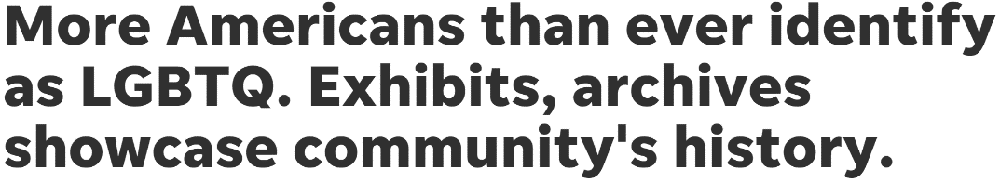 More Americans than ever identify
as LGBTQ. Exhibits, archives
showcase community's history.